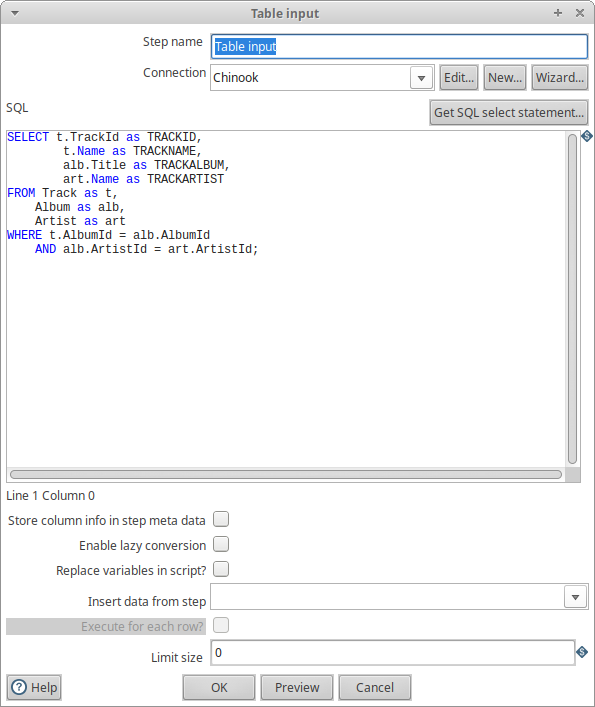 Table input
Step name Table input
Connection Chinook Edit... New... Wizard...
SQL Get SQL select statement...
SELECT t.TrackId as TRACKID,
        t.Name as TRACKNAME,
        alb.Title as TRACKALBUM,
        art.Name as TRACKARTIST
FROM Track as t,
    Album as alb,
    Artist as art
WHERE t.AlbumId = alb.AlbumId
    AND alb.ArtistId = art.ArtistId;
Line 1 Column 0
Store column info in step meta data
Enable lazy conversion
Replace variables in script?
Insert data from step
Execute for each row?
Limit size 0
Help OK Preview Cancel